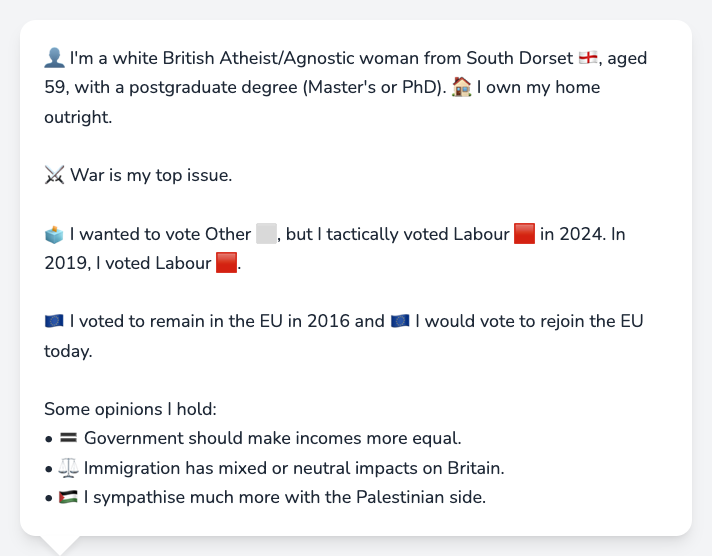 👤 I'm a white British Atheist/Agnostic woman from South Dorset 🏴󠁧󠁢󠁥󠁮󠁧󠁿, aged
59, with a postgraduate degree (Master's or PhD). 🏠 I own my home
outright.
⚔️ War is my top issue.
🗳️ I wanted to vote Other ⬜, but I tactically voted Labour 🟥 in 2024. In
2019, I voted Labour 🟥.
🇪🇺 I voted to remain in the EU in 2016 and 🇪🇺 I would vote to rejoin the EU
today.
Some opinions I hold:
• 🟰 Government should make incomes more equal.
• ⚖️ Immigration has mixed or neutral impacts on Britain.
• 🇵🇸 I sympathise much more with the Palestinian side.